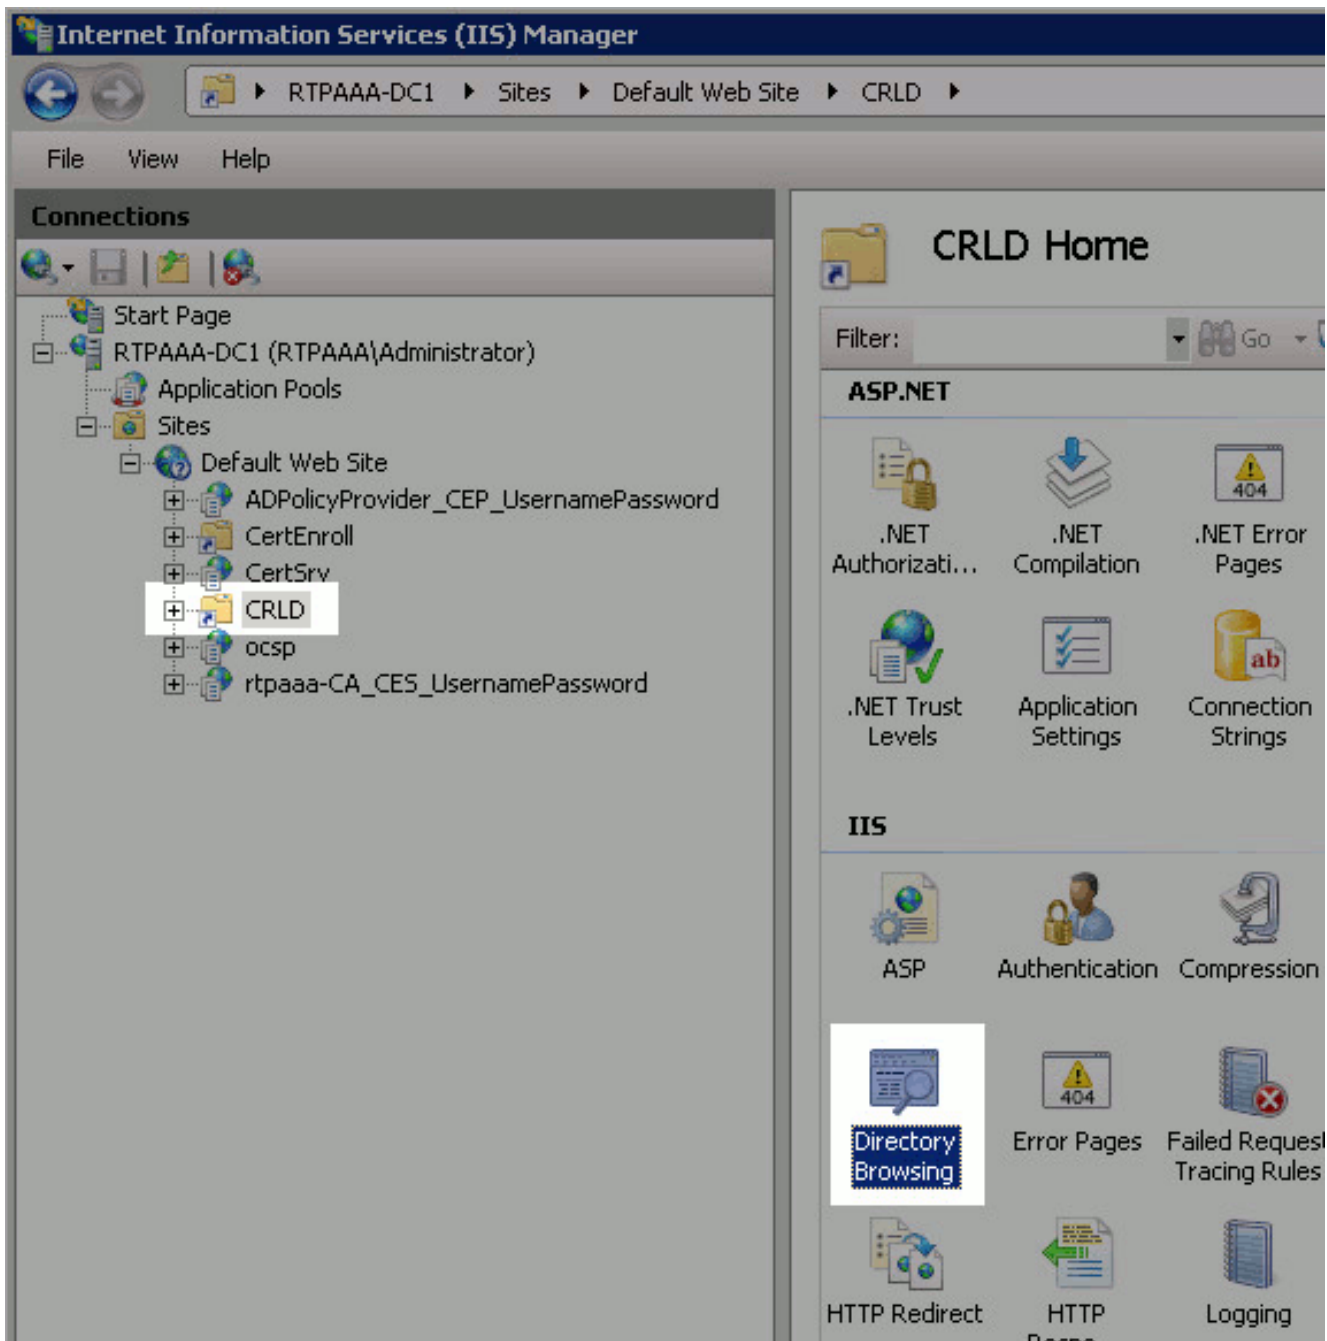 Internet Information Services (IIS) Manager
RTPAAA-DC1 Sites Default Web Site CRLD
File View Help
Connections
Start Page
RTPAAA-DC1 (RTPAAA\Administrator)
Application Pools
Sites
Default Web Site
ADPolicyProvider_CEP_UsernamePassword
CertEnroll
CertSrv
CRLD
ocsp
rtpaaa-CA_CES_UsernamePassword
CRLD Home
Filter: Go
ASP.NET
404
.NET .NET .NET Error
Authorizati... Compilation Pages
ab
.NET Trust Application Connection
Levels Settings Strings
IIS
ASP Authentication Compression
404
Directory Error Pages Failed Request
Browsing Tracing Rules
HTTP Redirect HTTP Logging